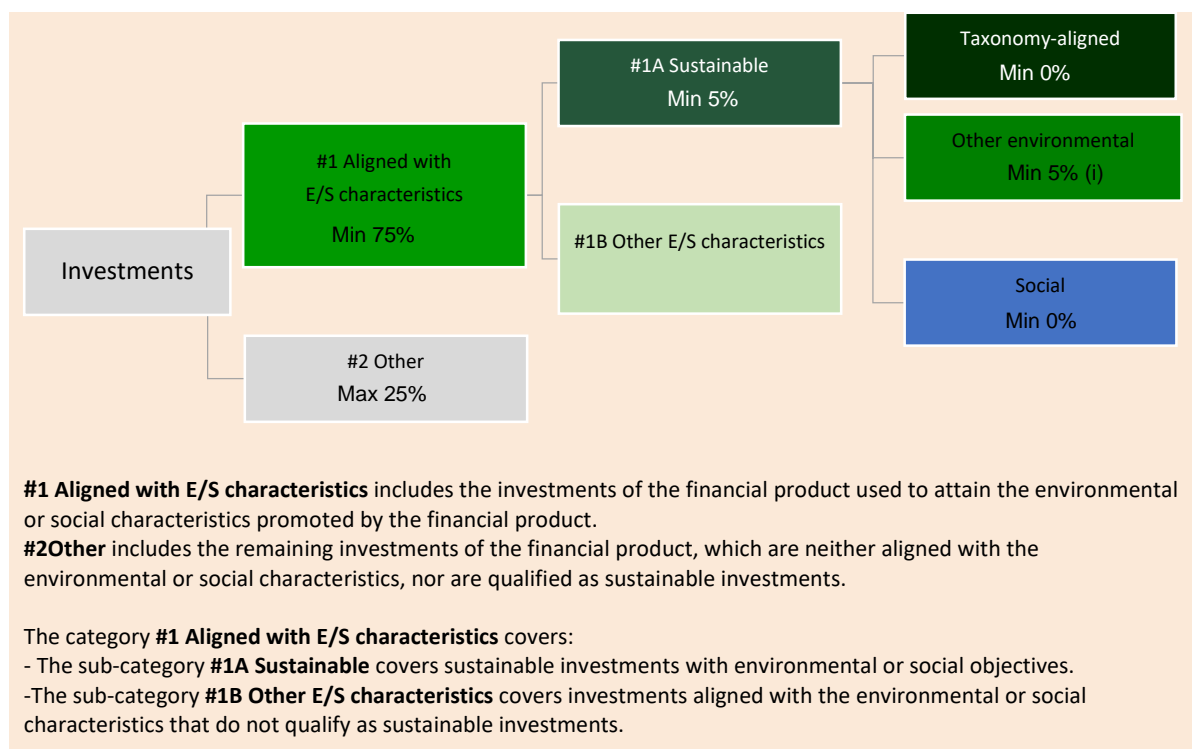 Taxonomy-aligned
Min 0%
#1A Sustainable
Min 5%
Other environmental
Min 5% (i)
#1 Aligned with
E/S characteristics
Min 75%
#1B Other E/S characteristics
Investments
Social
Min 0%
#2 Other
Max 25%
#1 Aligned with E/S characteristics includes the investments of the financial product used to attain the environmental
or social characteristics promoted by the financial product.
#2Other includes the remaining investments of the financial product, which are neither aligned with the
environmental or social characteristics, nor are qualified as sustainable investments.
The category #1 Aligned with E/S characteristics covers:
- The sub-category #1A Sustainable covers sustainable investments with environmental or social objectives.
-The sub-category #1B Other E/S characteristics covers investments aligned with the environmental or social
characteristics that do not qualify as sustainable investments.